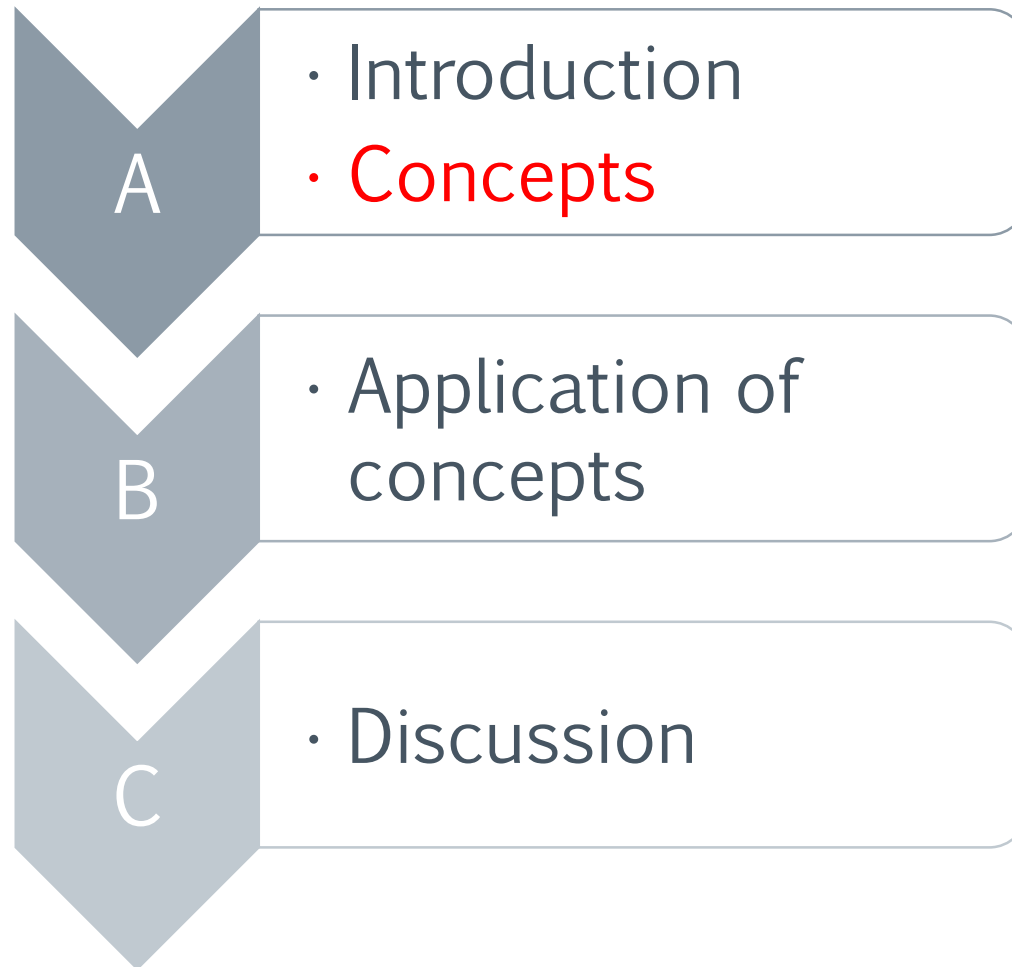 A
· Introduction
· Concepts
B
· Application of
concepts
C
· Discussion